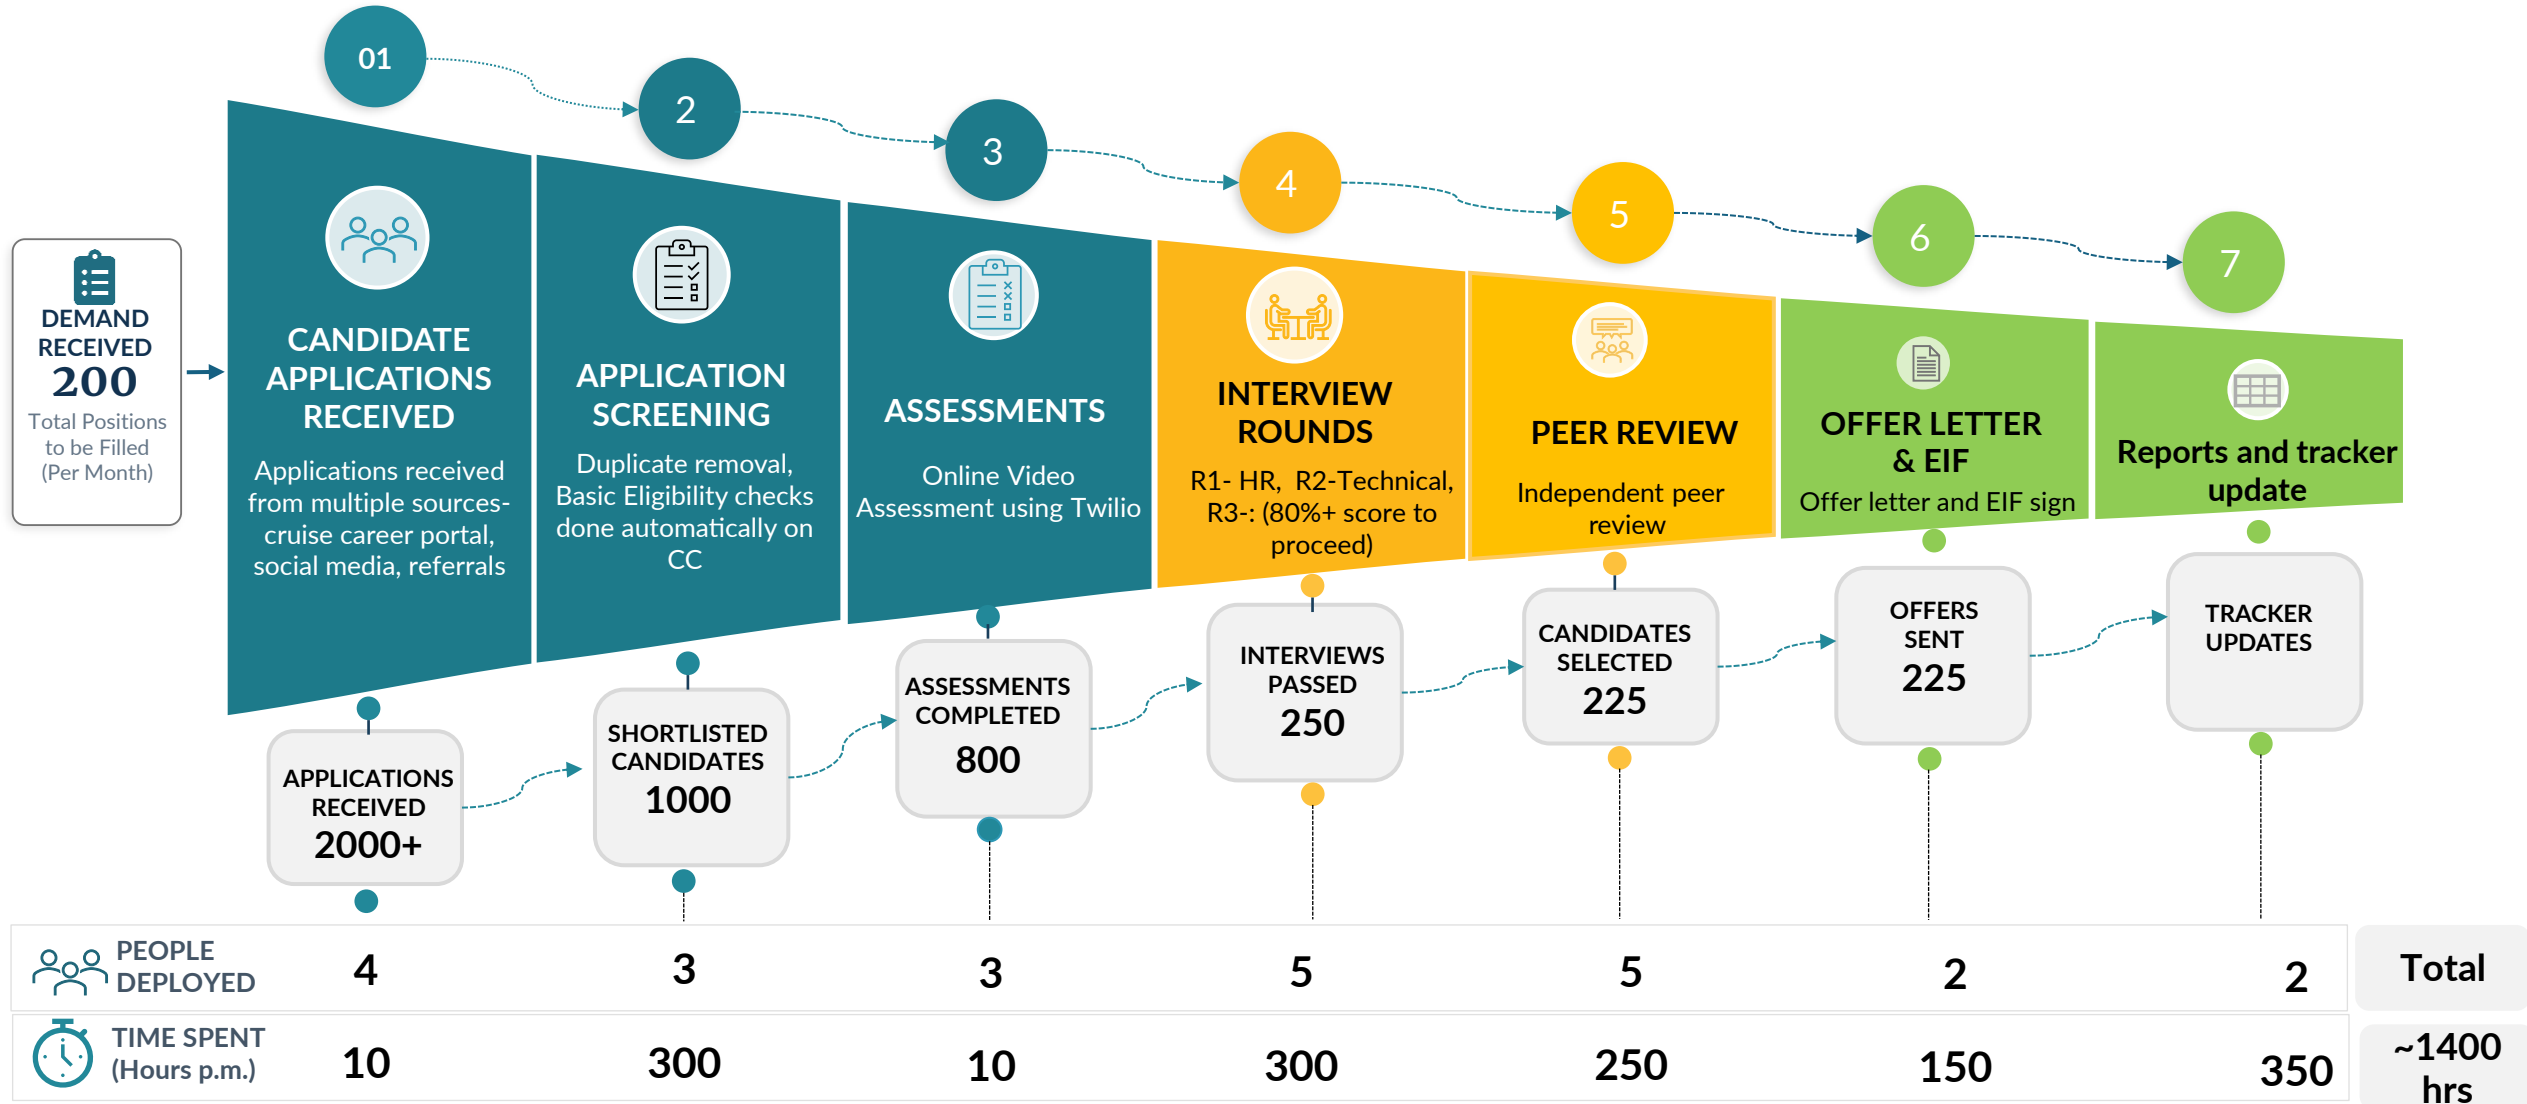 01
2
3
4
5
6
7
DEMAND
RECEIVED
200
Total Positions
to be Filled
(Per Month)
CANDIDATE
APPLICATIONS
RECEIVED
Applications received
from multiple sources-
cruise career portal,
social media, referrals
APPLICATION
SCREENING
Duplicate removal,
Basic Eligibility checks
done automatically on
CC
ASSESSMENTS
Online Video
Assessment using Twilio
INTERVIEW
ROUNDS
R1- HR, R2-Technical,
R3-: (80%+ score to
proceed)
PEER REVIEW
Independent peer
review
OFFER LETTER
& EIF
Offer letter and EIF sign
Reports and tracker
update
APPLICATIONS
RECEIVED
2000+
SHORTLISTED
CANDIDATES
1000
ASSESSMENTS
COMPLETED
800
INTERVIEWS
PASSED
250
CANDIDATES
SELECTED
225
OFFERS
SENT
225
TRACKER
UPDATES
PEOPLE
DEPLOYED
4
3
3
5
5
2
2
Total
TIME SPENT
(Hours p.m.)
10
300
10
300
250
150
350
~1400
hrs